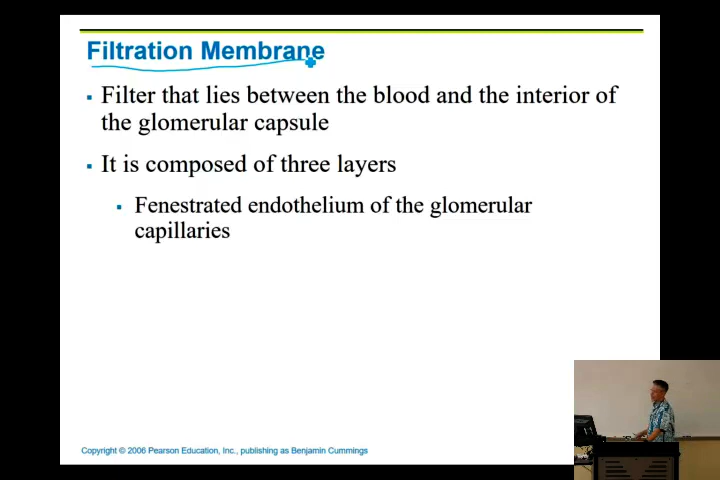 Filtration Membrane
▪ Filter that lies between the blood and the interior of
the glomerular capsule
▪ It is composed of three layers
▪ Fenestrated endothelium of the glomerular
capillaries
Copyright © 2006 Pearson Education, Inc., publishing as Benjamin Cummings